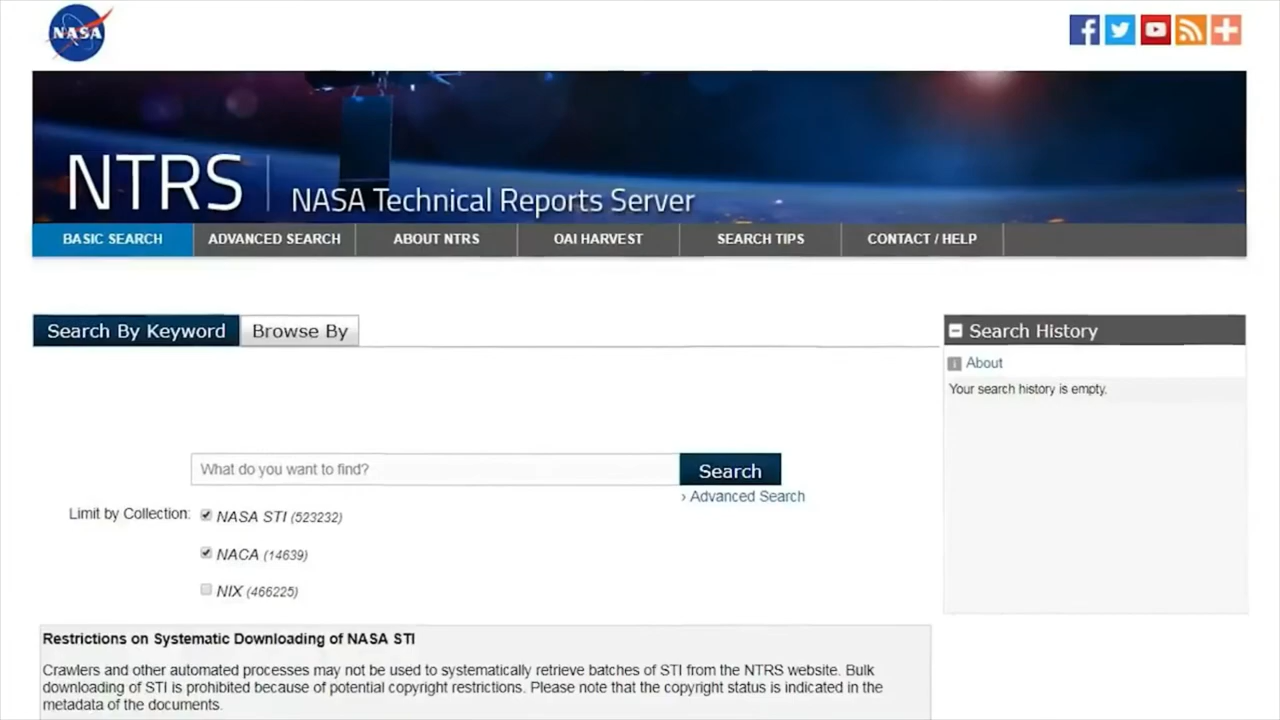 NASA
NTRS
NASA Technical Reports Server
BASIC SEARCH
ADVANCED SEARCH
ABOUT NTRS
OAI HARVEST
SEARCH TIPS
CONTACT / HELP
Search By Keyword
Browse By
Search History
About
Your search history is empty.
What do you want to find?
Search
› Advanced Search
Limit by Collection:
NASA STI (523232)
NACA (14639)
NIX (466225)
Restrictions on Systematic Downloading of NASA STI
Crawlers and other automated processes may not be used to systematically retrieve batches of STI from the NTRS website. Bulk
downloading of STI is prohibited because of potential copyright restrictions. Please note that the copyright status is indicated in the
metadata of the documents.